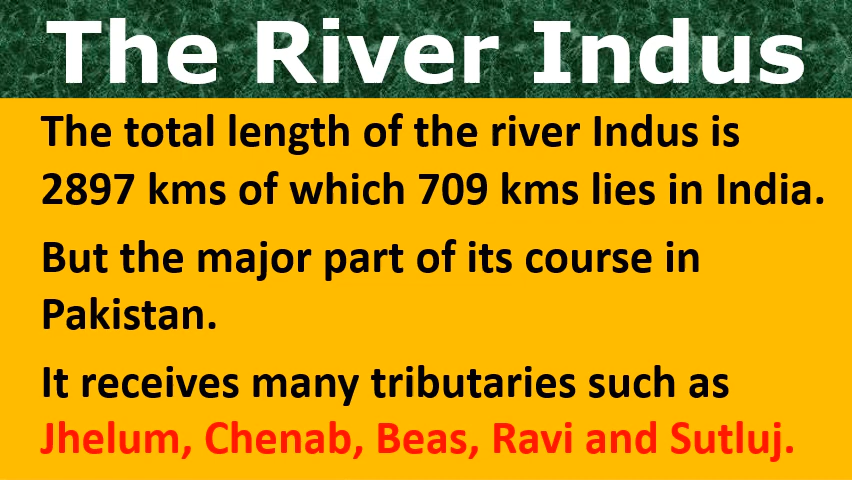 The River Indus
The total length of the river Indus is
2897 kms of which 709 kms lies in India.
But the major part of its course in
Pakistan.
It receives many tributaries such as
Jhelum, Chenab, Beas, Ravi and Sutluj.